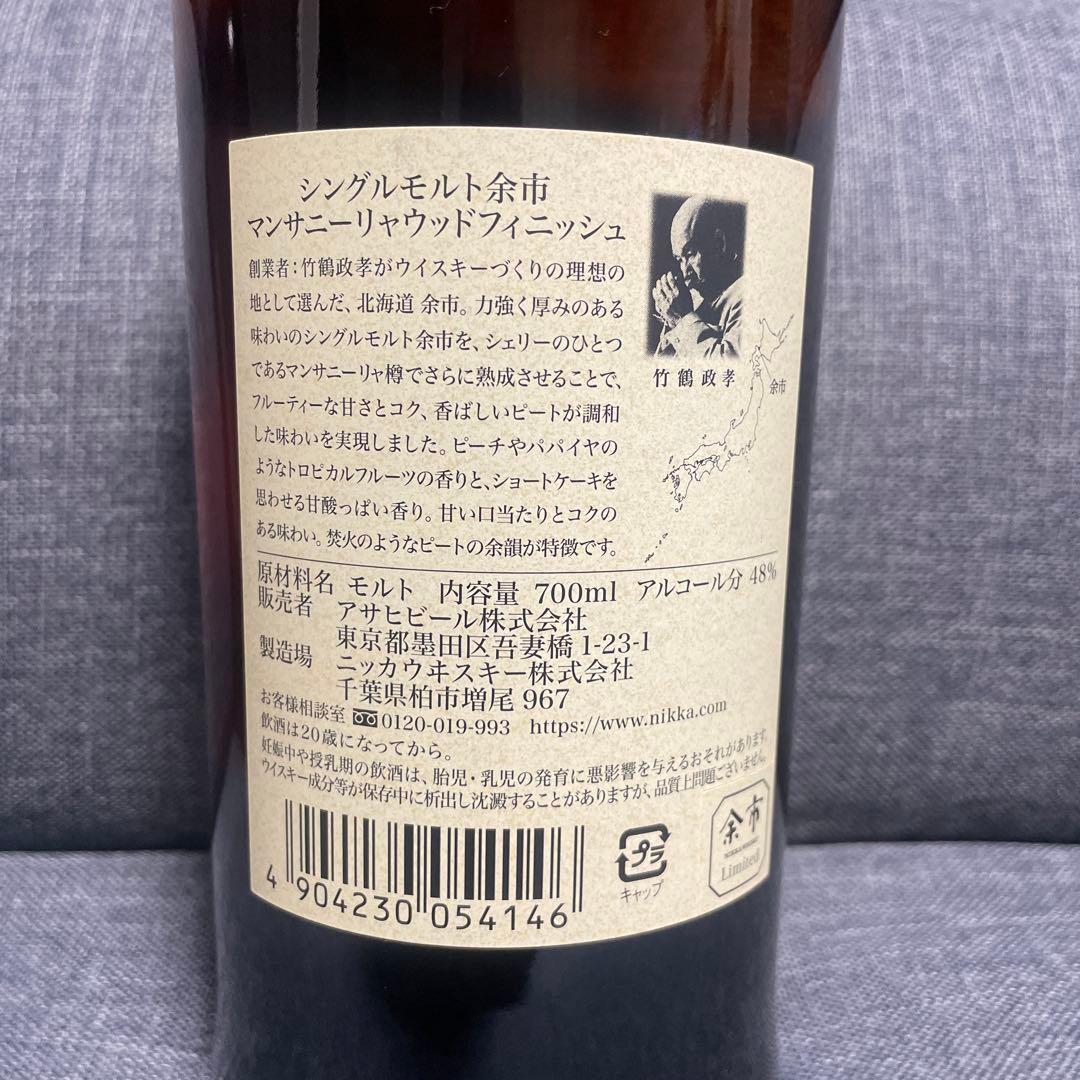 シングルモルト余市
マンサニーリャウッドフィニッシュ
創業者:竹鶴政孝がウイスキーづくりの理想の
地として選んだ、北海道 余市。力強く厚みのある
味わいのシングルモルト余市を、シェリーのひとつ
であるマンサニーリャ樽でさらに熟成させることで、
フルーティーな甘さとコク、香ばしいピートが調和
した味わいを実現しました。ピーチやパパイヤの
ようなトロピカルフルーツの香りと、ショートケーキを
思わせる甘酸っぱい香り。甘い口当たりとコクの
ある味わい。焚火のようなピートの余韻が特徴です。
竹鶴政孝
余市
原材料名 モルト 内容量 700ml アルコール分 48%
販売者 アサヒビール株式会社
東京都墨田区吾妻橋 1-23-1
製造場 ニッカウヰスキー株式会社
千葉県柏市増尾 967
お客様相談室 0120-019-993 https://www.nikka.com
飲酒は20歳になってから。
妊娠中や授乳期の飲酒は、胎児・乳児の発育に悪影響を与えるおそれがあります。
ウイスキー成分等が保存中に析出し沈澱することがありますが、品質上問題ございません。
4 904230 054146
プラ
キャップ
余市
NIKKA WHISKY
Limited